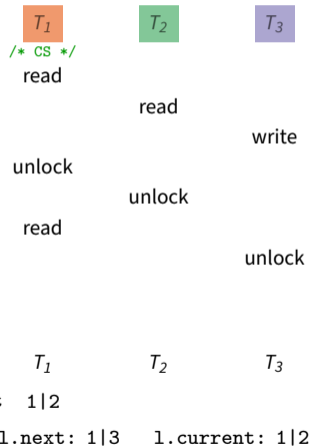 T1 T2 T3
/* CS */
read
read
write
unlock
unlock
read
unlock
T1 T2 T3
1|2
l.next: 1|3 l.current: 1|2